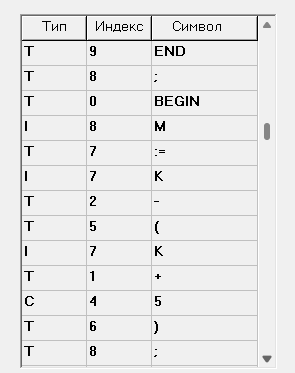 Тип Индекс Символ
T 9 END
T 8 ;
T 0 BEGIN
I 8 M
T 7 :=
I 7 K
T 2 -
T 5 (
I 7 K
T 1 +
C 4 5
T 6 )
T 8 ;